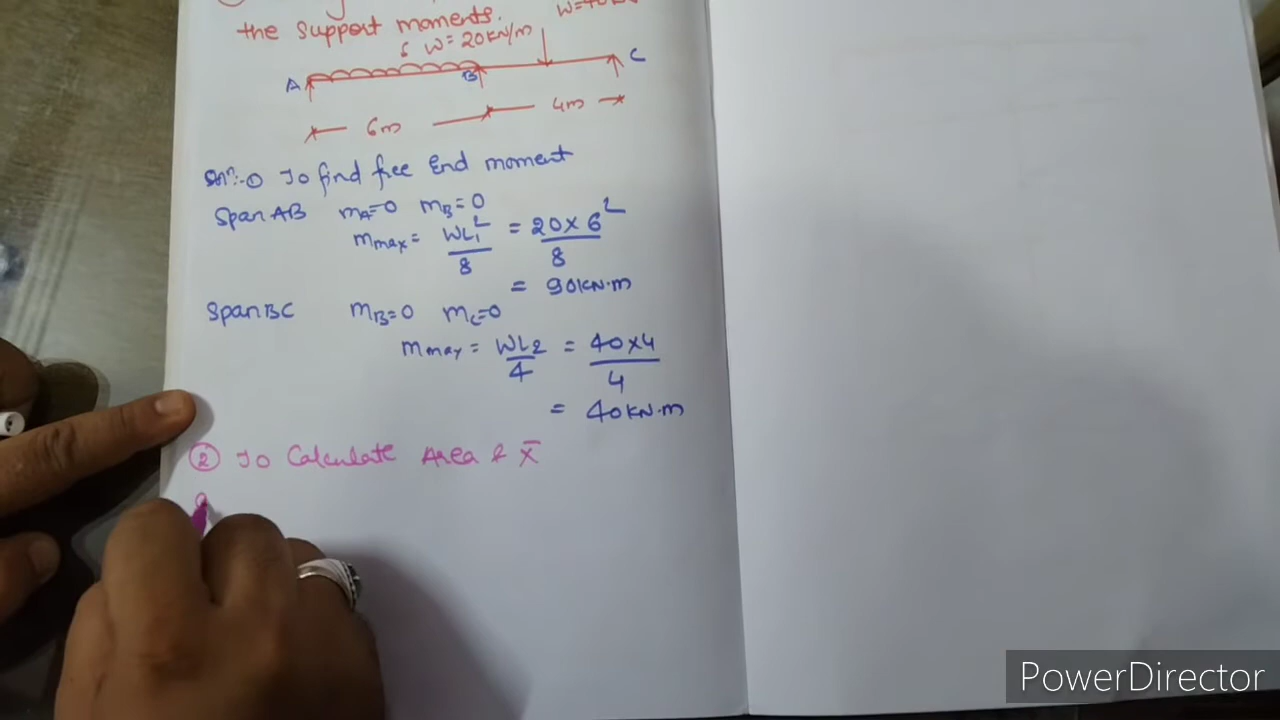 the support moments.
W=40
W=20KN/m
A
B
C
6m
4m
Soln:-① To find free End moment
Span AB MA=0 MB=0
Mmax = WL₁²/8 = 20×6²/8
= 90KN.m
Span BC MB=0 MC=0
Mmax = WL2/4 = 40×4/4
= 40KN.m
② To Calculate Area & x̄
PowerDirector